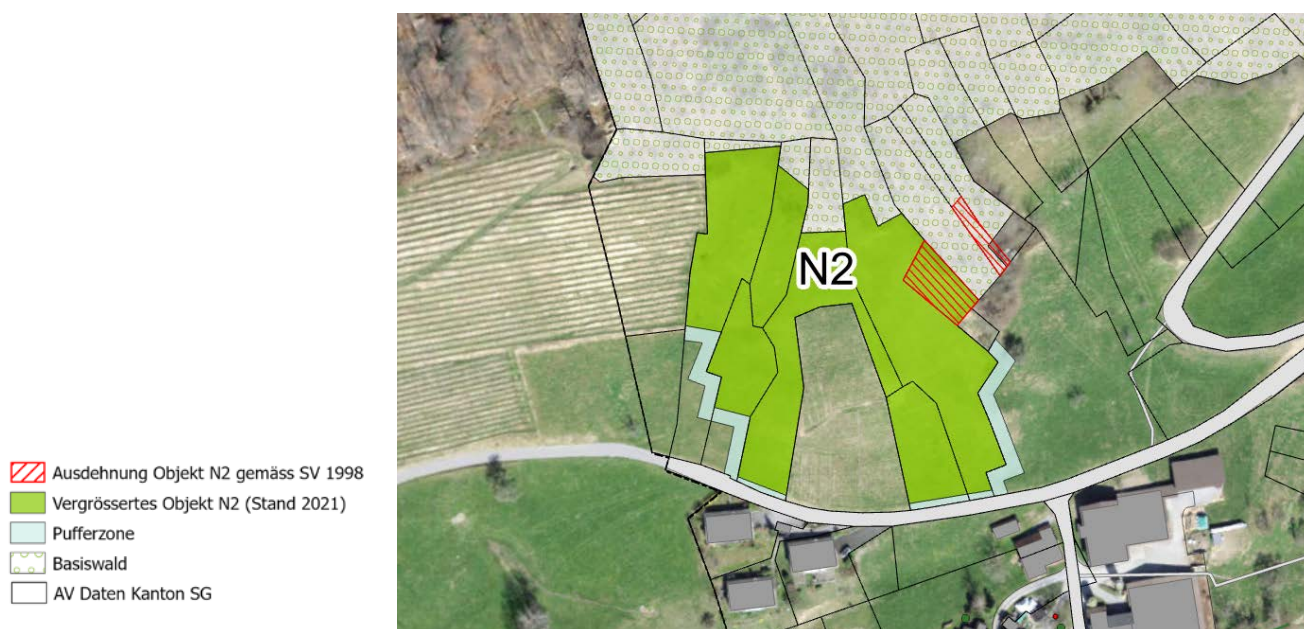 N2
Ausdehnung Objekt N2 gemäss SV 1998
Vergrössertes Objekt N2 (Stand 2021)
Pufferzone
Basiswald
AV Daten Kanton SG